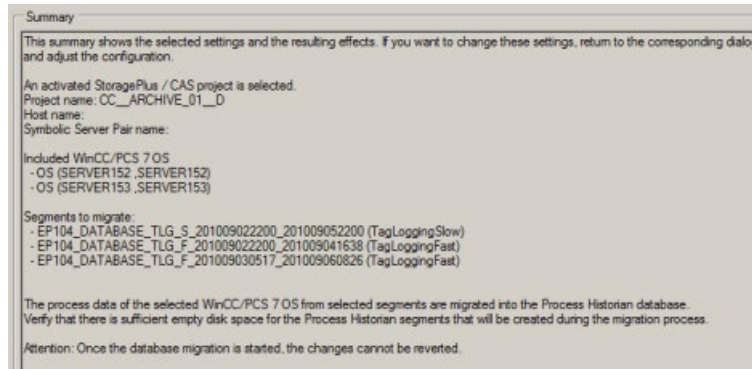 Summary
This summary shows the selected settings and the resulting effects. If you want to change these settings, return to the corresponding dialo
and adjust the configuration.
An activated StoragePlus / CAS project is selected.
Project name: CC__ARCHIVE_01__D
Host name:
Symbolic Server Pair name:
Included WinCC/PCS 7 OS
- OS (SERVER152 ,SERVER152)
- OS (SERVER153 ,SERVER153)
Segments to migrate:
- EP104_DATABASE_TLG_S_201009022200_201009052200 (TagLoggingSlow)
- EP104_DATABASE_TLG_F_201009022200_201009041638 (TagLoggingFast)
- EP104_DATABASE_TLG_F_201009030517_201009060826 (TagLoggingFast)
The process data of the selected WinCC/PCS 7 OS from selected segments are migrated into the Process Historian database.
Verify that there is sufficient empty disk space for the Process Historian segments that will be created during the migration process.
Attention: Once the database migration is started, the changes cannot be reverted.